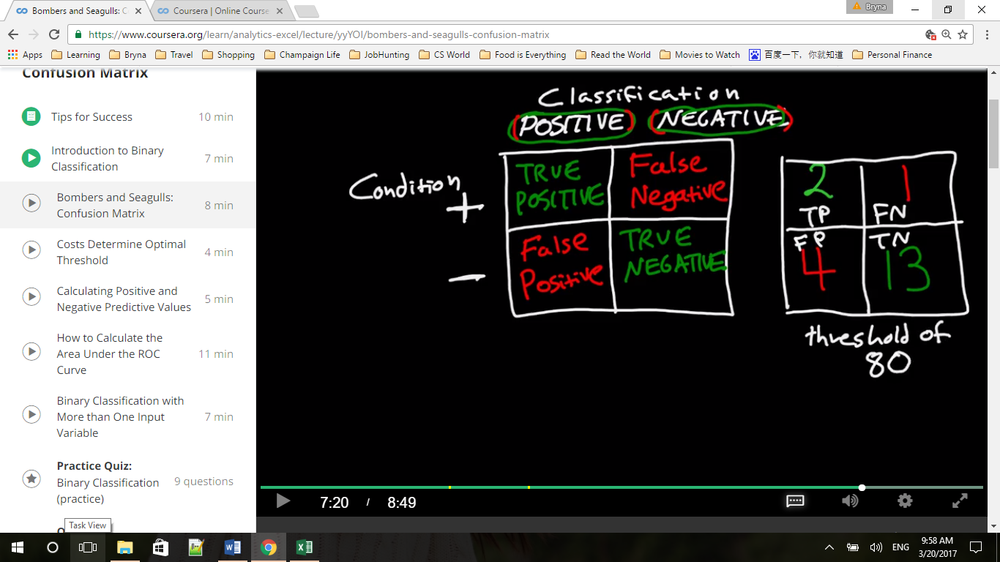 Bombers and Seagulls: C
Coursera | Online Course
Bryna
https://www.coursera.org/learn/analytics-excel/lecture/yyYOI/bombers-and-seagulls-confusion-matrix
Apps Learning Bryna Travel Shopping Champaign Life JobHunting CS World Food is Everything Read the World Movies to Watch 百度一下，你就知道 Personal Finance
Confusion Matrix
Tips for Success 10 min
Introduction to Binary
Classification
7 min
Bombers and Seagulls:
Confusion Matrix
8 min
Costs Determine Optimal
Threshold
4 min
Calculating Positive and
Negative Predictive Values
5 min
How to Calculate the
Area Under the ROC
Curve
11 min
Binary Classification with
More than One Input
Variable
7 min
Practice Quiz:
Binary Classification
(practice)
9 questions
Task View
Classification
(POSITIVE) (NEGATIVE)
Condition
+
TRUE
POSITIVE
False
Negative
–
False
Positive
TRUE
NEGATIVE
2
TP
1
FN
FP
4
TN
13
threshold of
80
7:20 / 8:49
ENG
9:58 AM
3/20/2017